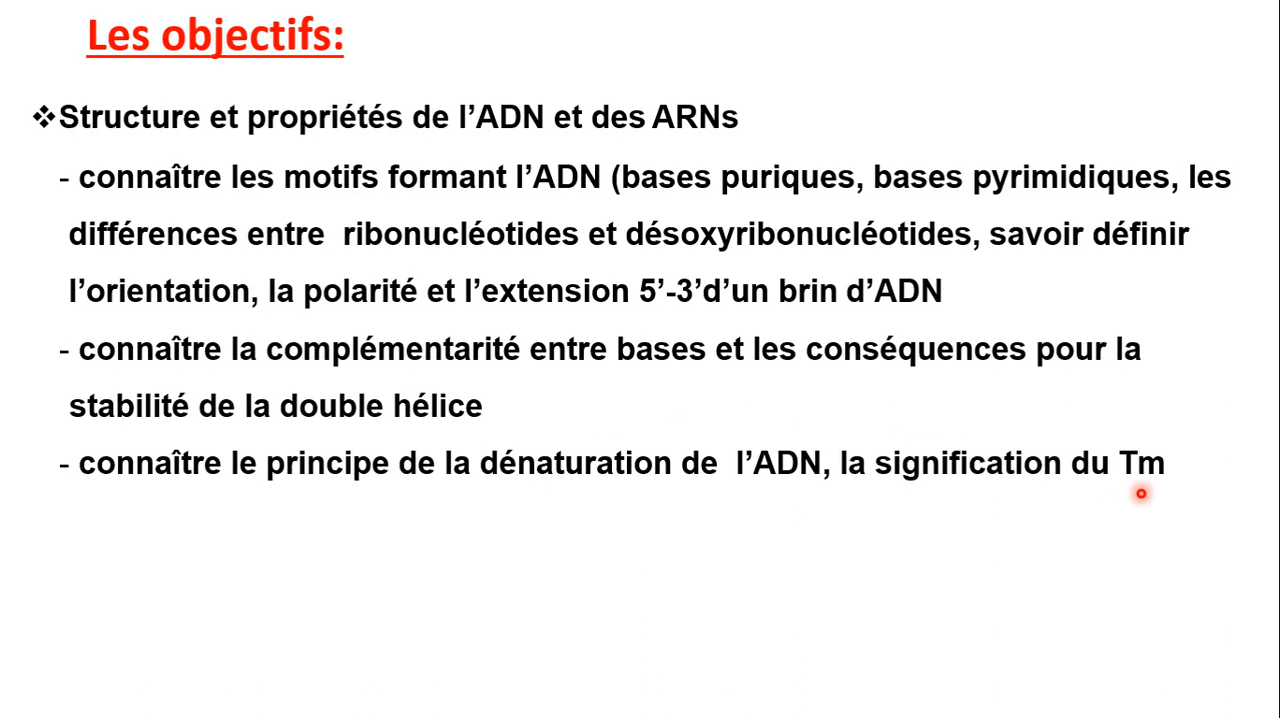 Les objectifs:
❖Structure et propriétés de l’ADN et des ARNs
- connaître les motifs formant l’ADN (bases puriques, bases pyrimidiques, les
différences entre ribonucléotides et désoxyribonucléotides, savoir définir
l’orientation, la polarité et l’extension 5’-3’d’un brin d’ADN
- connaître la complémentarité entre bases et les conséquences pour la
stabilité de la double hélice
- connaître le principe de la dénaturation de l’ADN, la signification du Tm